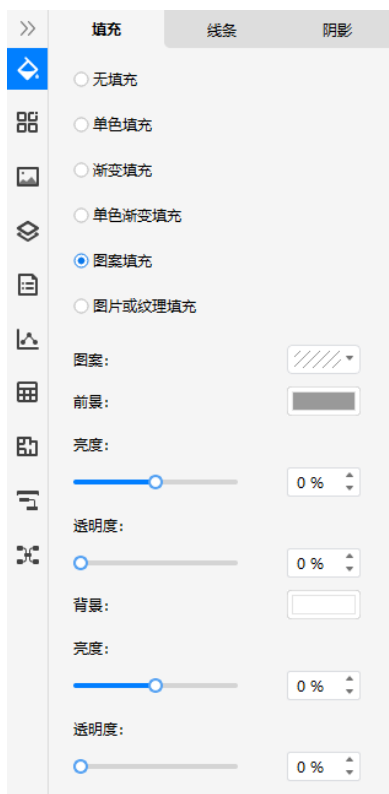 填充 线条 阴影
无填充
单色填充
渐变填充
单色渐变填充
图案填充
图片或纹理填充
图案:
前景:
亮度:
0 %
透明度:
0 %
背景:
亮度:
0 %
透明度:
0 %